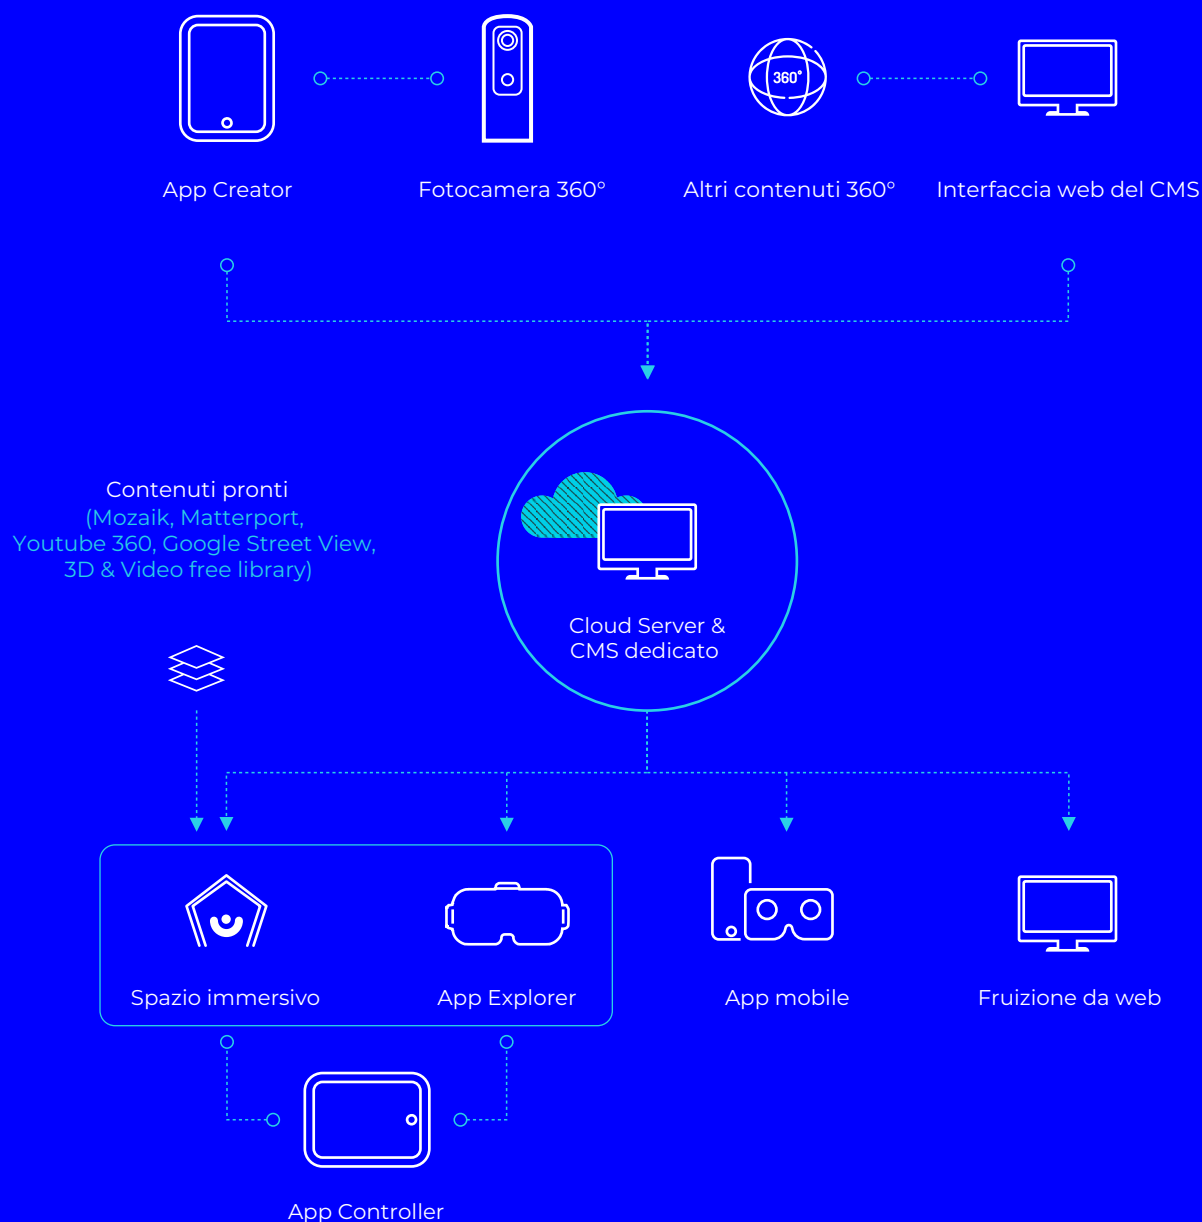 360°
App Creator
Fotocamera 360°
Altri contenuti 360°
Interfaccia web del CMS
Contenuti pronti
(Mozaik, Matterport,
Youtube 360, Google Street View,
3D & Video free library)
Cloud Server &
CMS dedicato
Spazio immersivo
App Explorer
App mobile
Fruizione da web
App Controller